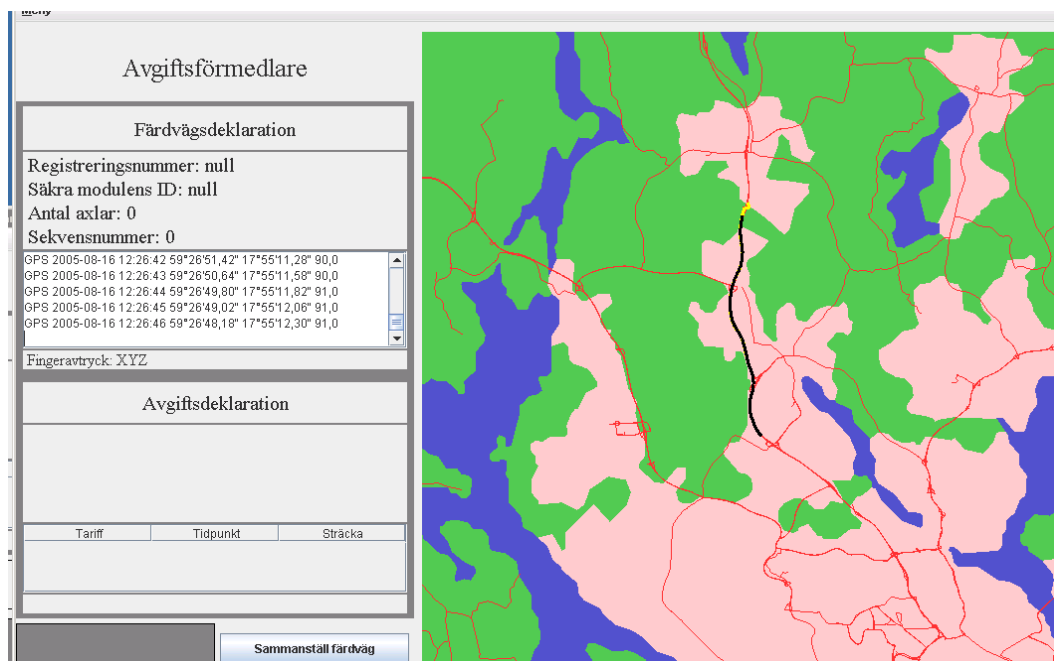 Meny
Avgiftsförmedlare
Färdvägsdeklaration
Registreringsnummer: null
Säkra modulens ID: null
Antal axlar: 0
Sekvensnummer: 0
GPS 2005-08-16 12:26:42 59°26'51,42" 17°55'11,28" 90,0
GPS 2005-08-16 12:26:43 59°26'50,64" 17°55'11,58" 90,0
GPS 2005-08-16 12:26:44 59°26'49,80" 17°55'11,82" 91,0
GPS 2005-08-16 12:26:45 59°26'49,02" 17°55'12,06" 91,0
GPS 2005-08-16 12:26:46 59°26'48,18" 17°55'12,30" 91,0
Fingeravtryck: XYZ
Avgiftsdeklaration
Tariff Tidpunkt Sträcka
Sammanställ färdväg